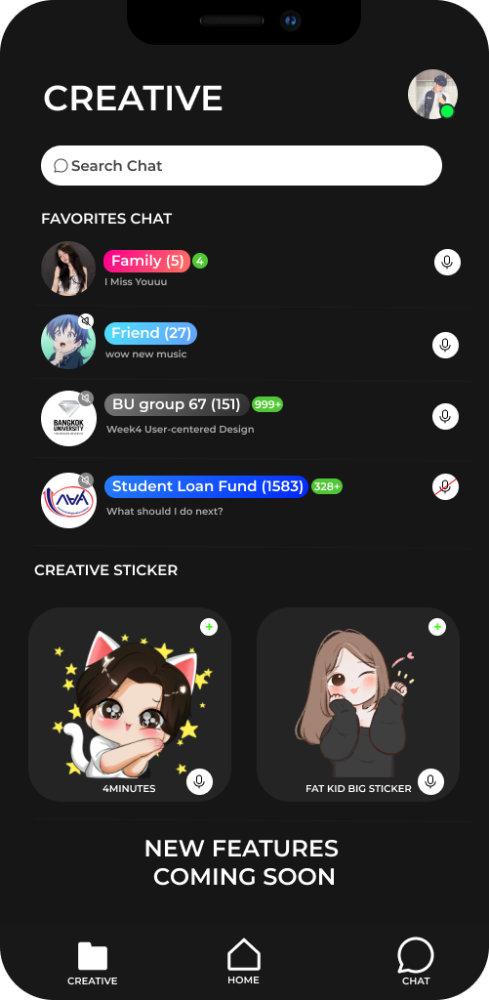 CREATIVE
Search Chat
FAVORITES CHAT
Family (5)
4
I Miss Youuu
Friend (27)
wow new music
BU group 67 (151)
999+
BANGKOK
UNIVERSITY
Week4 User-centered Design
Student Loan Fund (1583)
328+
What should I do next?
CREATIVE STICKER
+
+
4MINUTES
FAT KID BIG STICKER
NEW FEATURES
COMING SOON
CREATIVE
HOME
CHAT